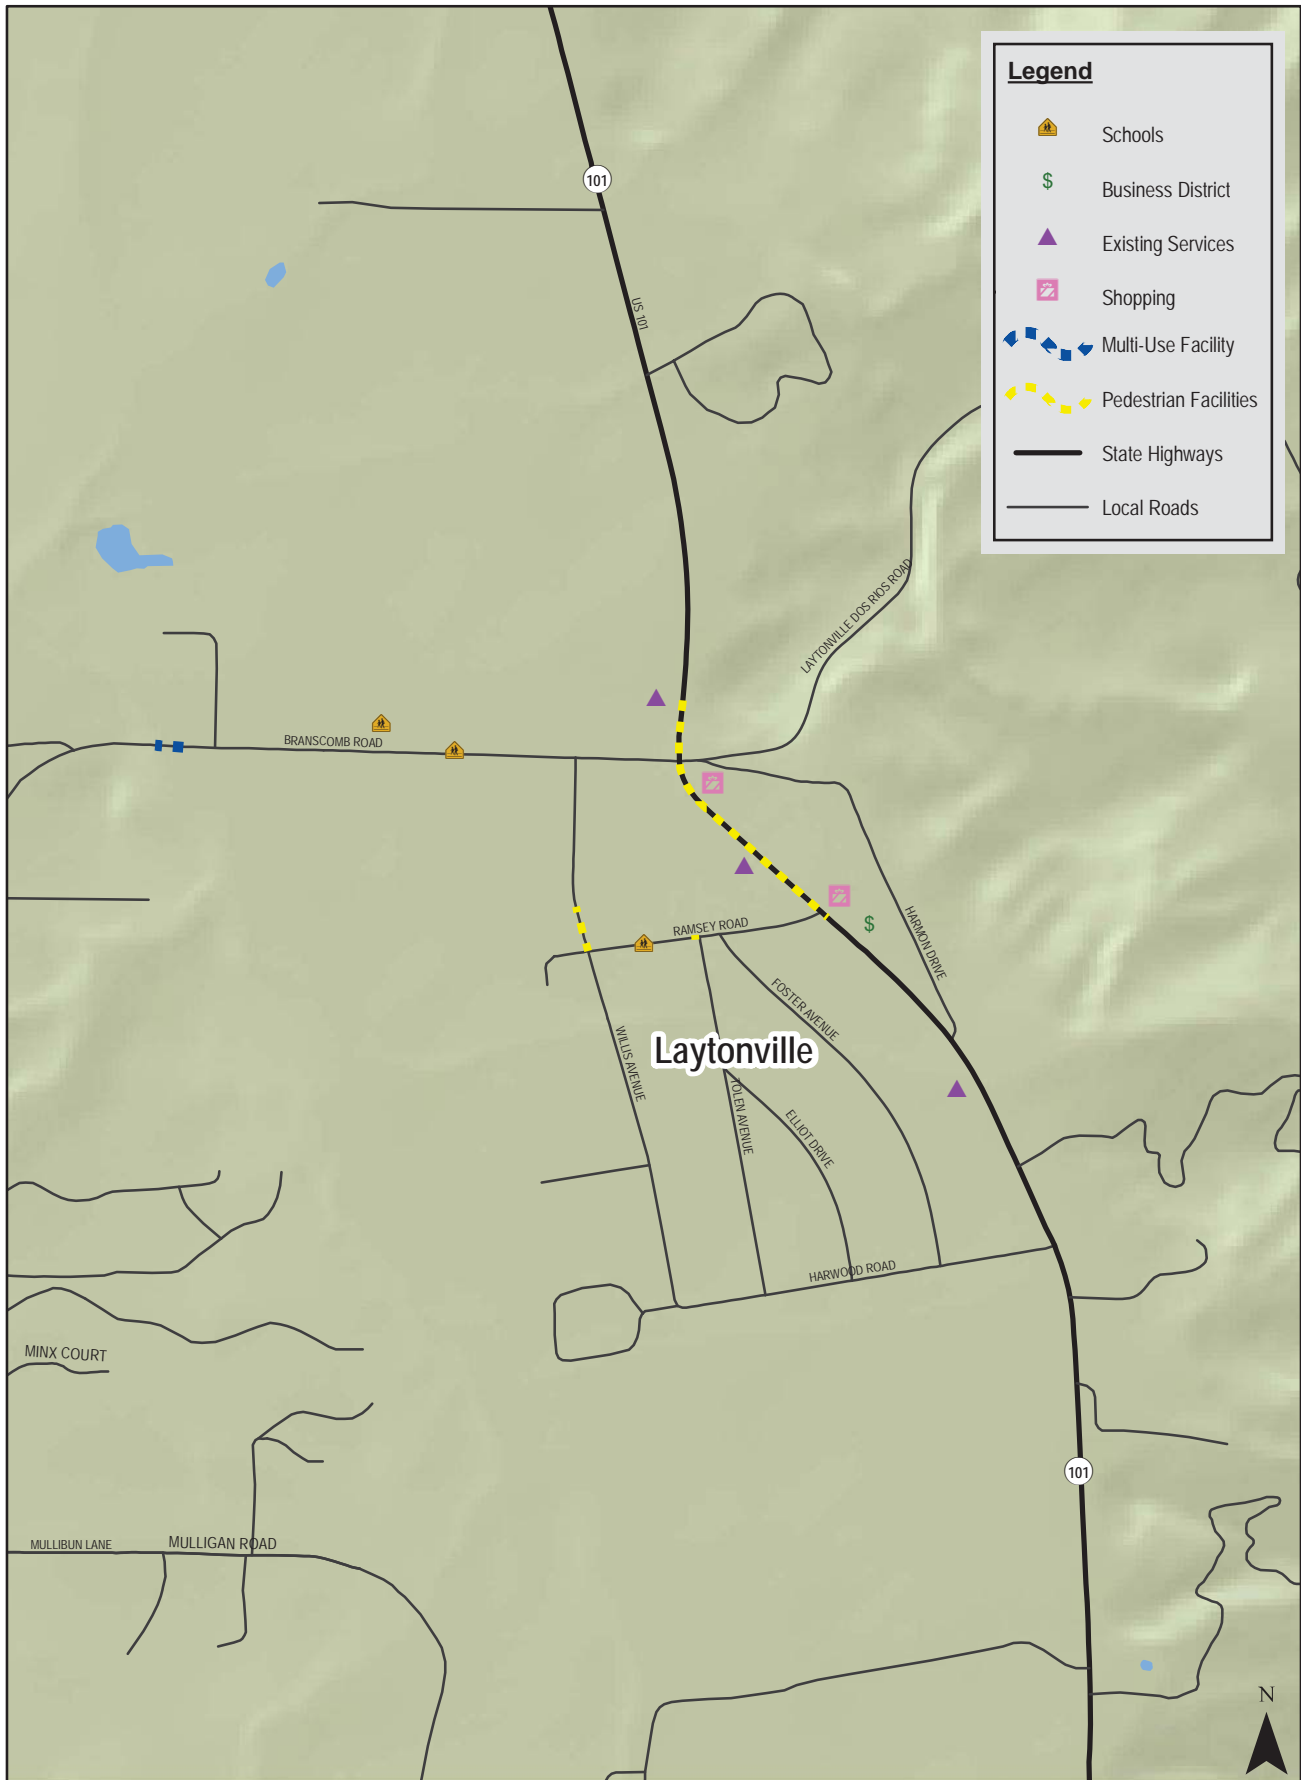 Legend
Schools
$ Business District
Existing Services
Shopping
Multi-Use Facility
Pedestrian Facilities
State Highways
Local Roads
101
US 101
LAYTONVILLE DOS RIOS ROAD
BRANSCOMB ROAD
HARMON DRIVE
$
RAMSEY ROAD
FOSTER AVENUE
WILLIS AVENUE
Laytonville
TOLEN AVENUE
ELLIOT DRIVE
HARWOOD ROAD
MINX COURT
101
MULLIBUN LANE
MULLIGAN ROAD
N